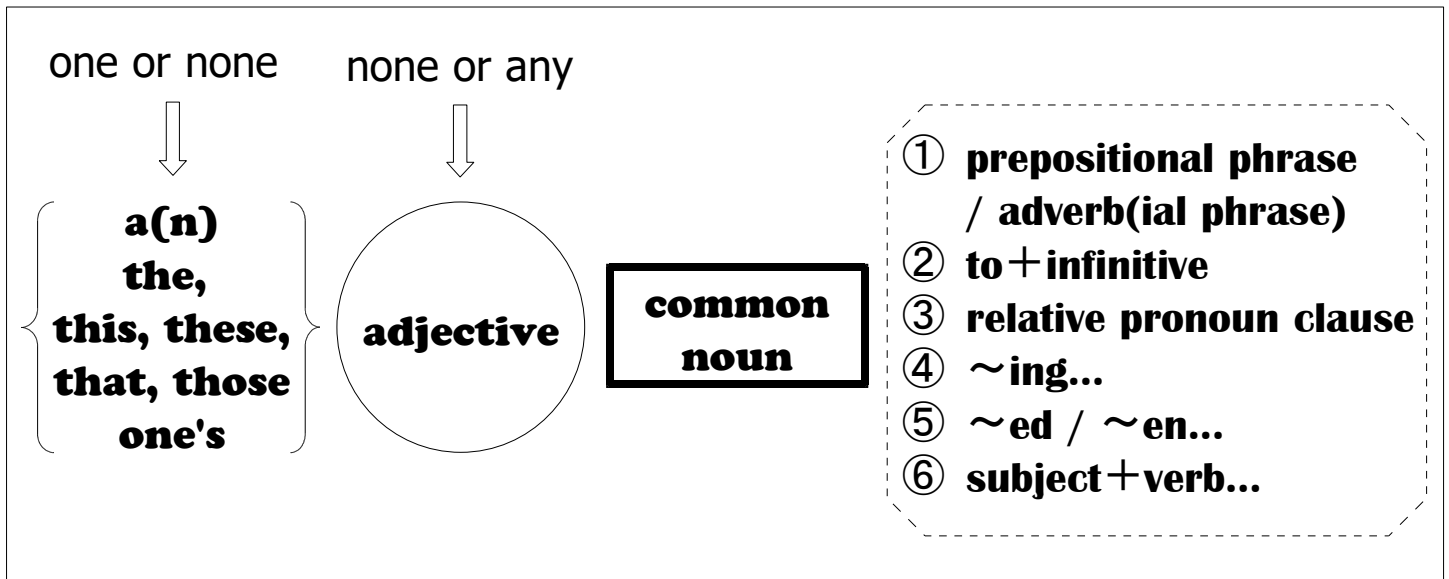 one or none
none or any
a(n)
the,
this, these,
that, those
one's
adjective
common
noun
① prepositional phrase
/ adverb(ial phrase)
② to＋infinitive
③ relative pronoun clause
④ ～ing...
⑤ ～ed / ～en...
⑥ subject＋verb...